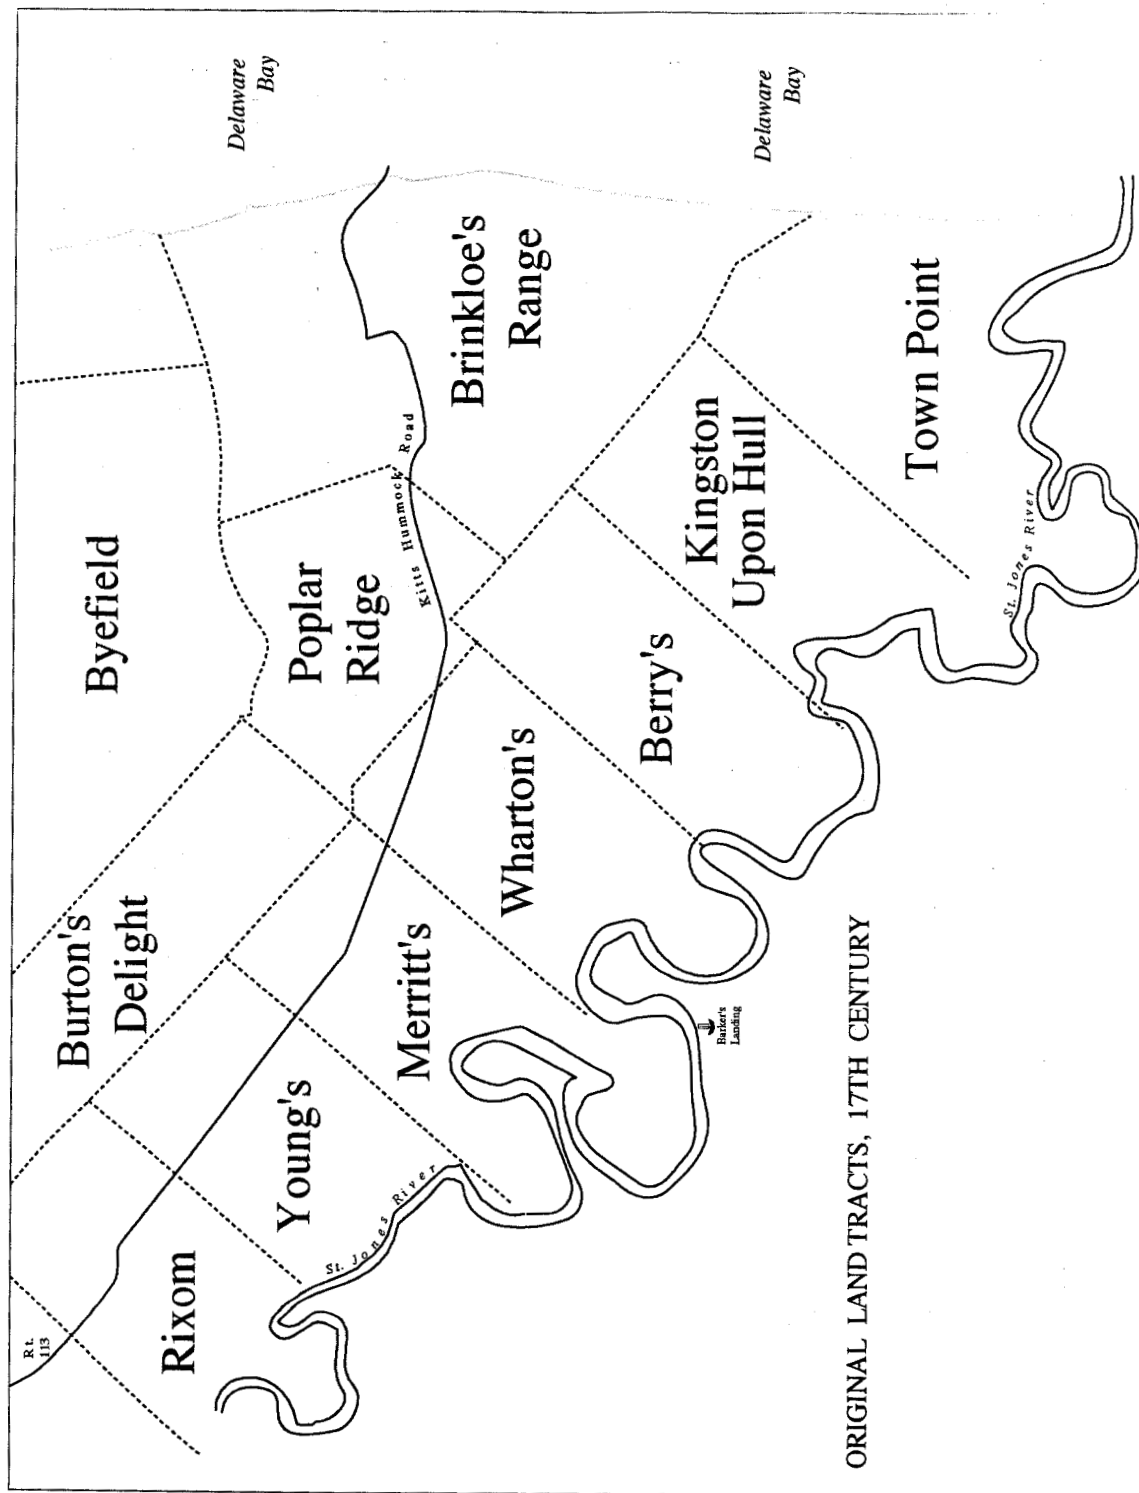 Rt.
113
Rixom
Burton's
Delight
Young's
Byefield
Merritt's
Poplar
Ridge
Kitts Hummock Road
St. Jones River
Wharton's
Barker's
Landing
Berry's
Brinkloe's
Range
Kingston
Upon Hull
Town Point
St. Jones River
Delaware
Bay
Delaware
Bay
ORIGINAL LAND TRACTS, 17TH CENTURY